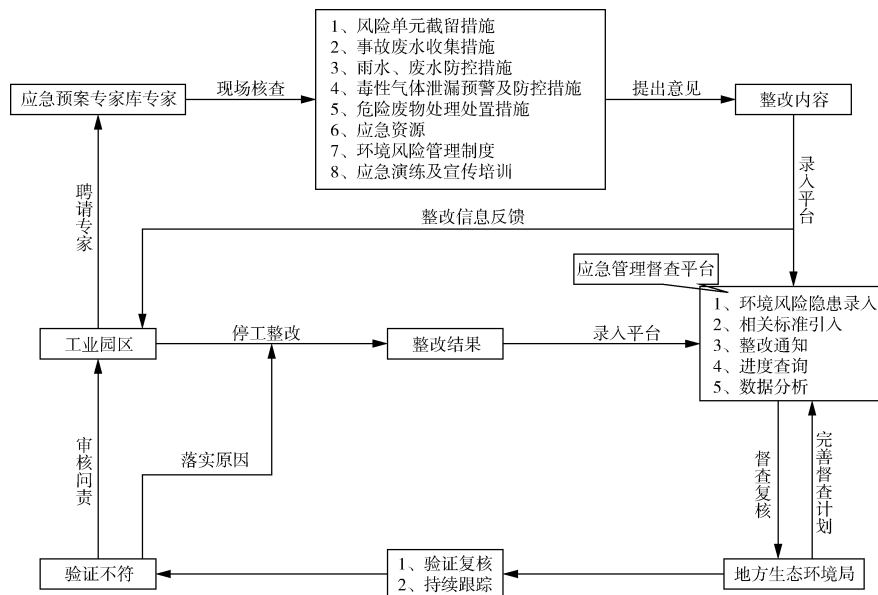 应急预案专家库专家
现场核查
1、风险单元截留措施
2、事故废水收集措施
3、雨水、废水防控措施
4、毒性气体泄漏预警及防控措施
5、危险废物处理处置措施
6、应急资源
7、环境风险管理制度
8、应急演练及宣传培训
提出意见
整改内容
聘请专家
录入平台
整改信息反馈
应急管理督查平台
1、环境风险隐患录入
2、相关标准引入
3、整改通知
4、进度查询
5、数据分析
工业园区
停工整改
整改结果
录入平台
审核问责
落实原因
督查复核
完善督查计划
验证不符
1、验证复核
2、持续跟踪
地方生态环境局